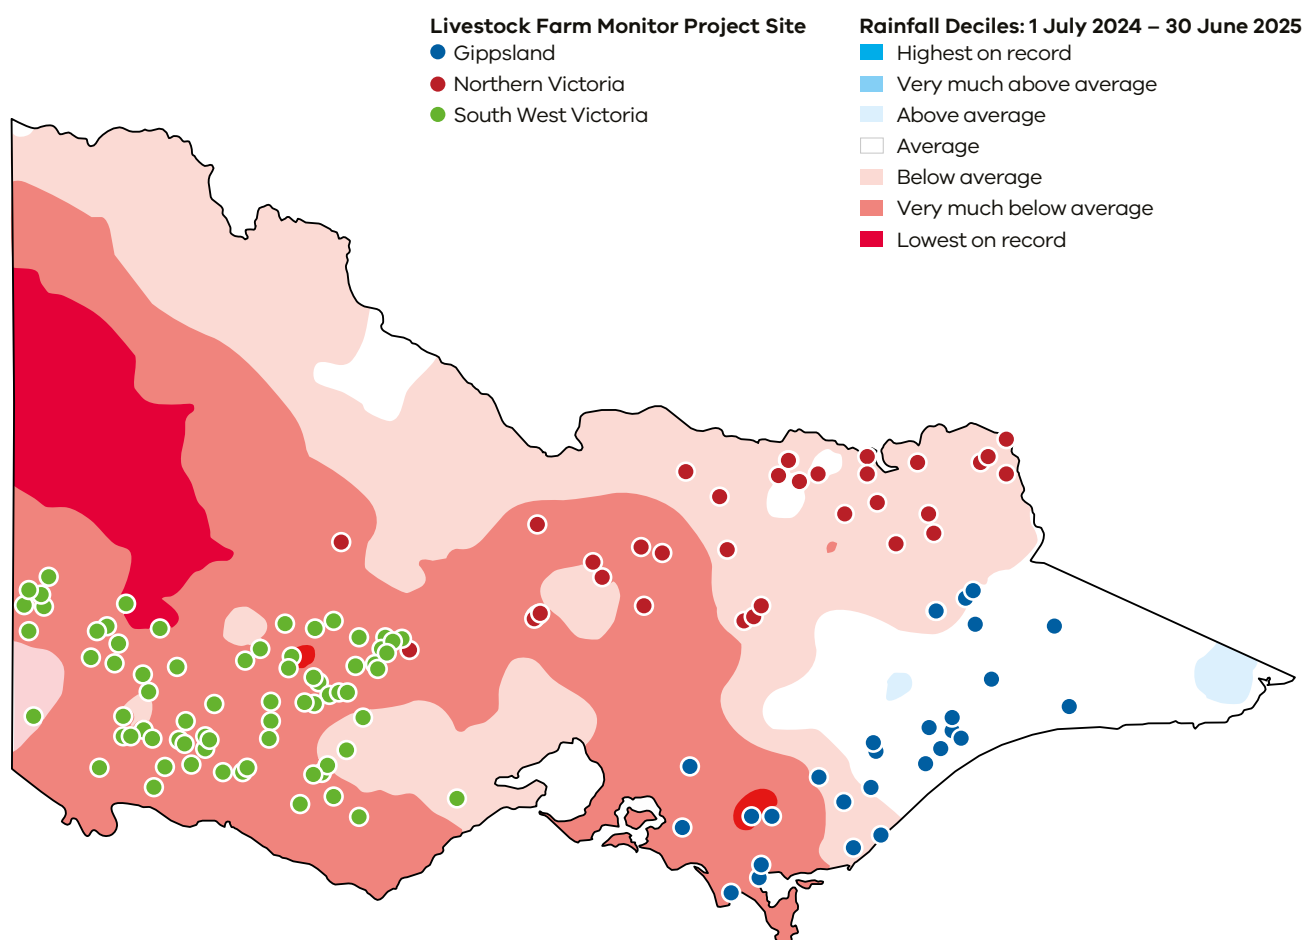 Livestock Farm Monitor Project Site
Gippsland
Northern Victoria
South West Victoria
Rainfall Deciles: 1 July 2024 – 30 June 2025
Highest on record
Very much above average
Above average
Average
Below average
Very much below average
Lowest on record